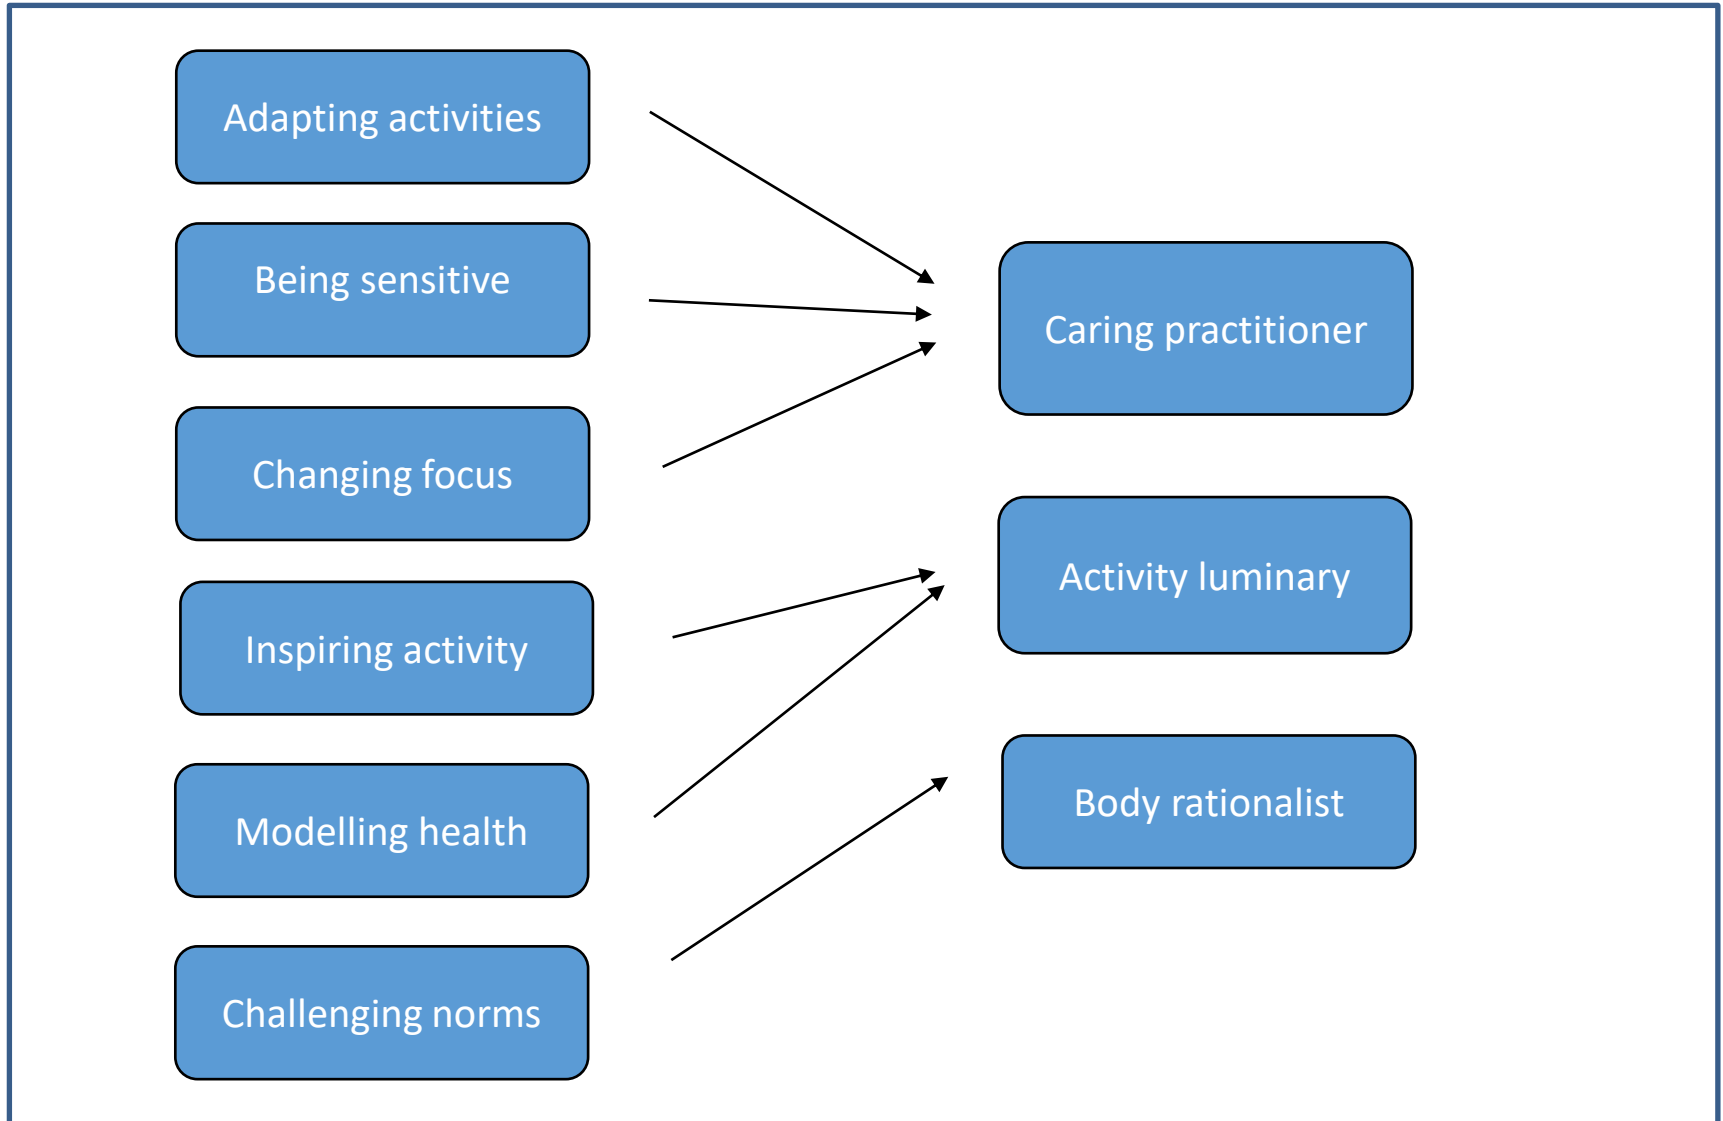 Adapting activities
Being sensitive
Changing focus
Inspiring activity
Modelling health
Challenging norms
Caring practitioner
Activity luminary
Body rationalist